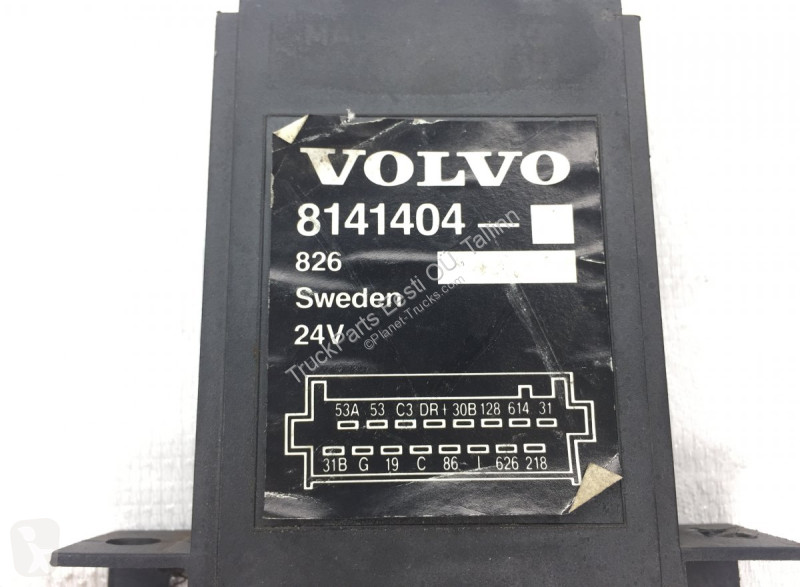 VOLVO
8141404—
826
Sweden
24V
TruckParts Eesti OÜ, Tallinn
©Planet-Trucks.com
53A 53 C3 DR+ 30B 128 614 31
31B G 19 C 86 L 626 218